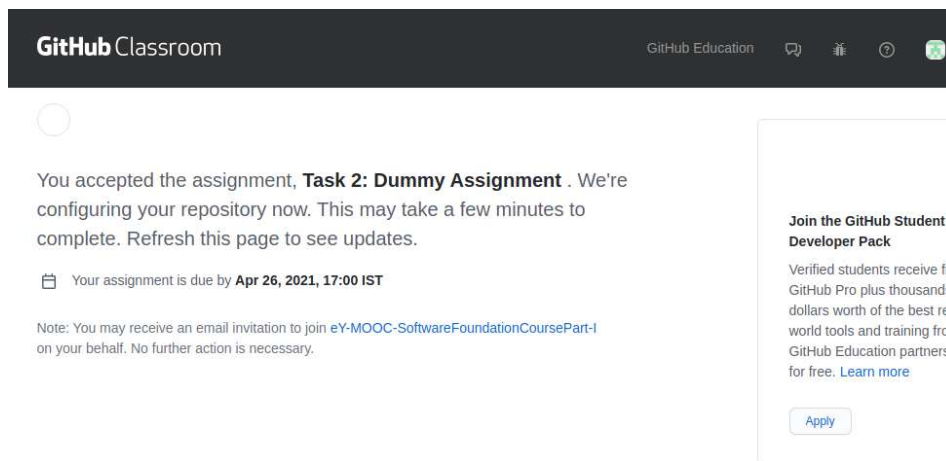 GitHub Classroom
GitHub Education
You accepted the assignment, Task 2: Dummy Assignment . We're
configuring your repository now. This may take a few minutes to
complete. Refresh this page to see updates.
Your assignment is due by Apr 26, 2021, 17:00 IST
Note: You may receive an email invitation to join eY-MOOC-SoftwareFoundationCoursePart-I
on your behalf. No further action is necessary.
Join the GitHub Student
Developer Pack
Verified students receive
GitHub Pro plus thousands
dollars worth of the best
world tools and training
GitHub Education partners
for free. Learn more
Apply